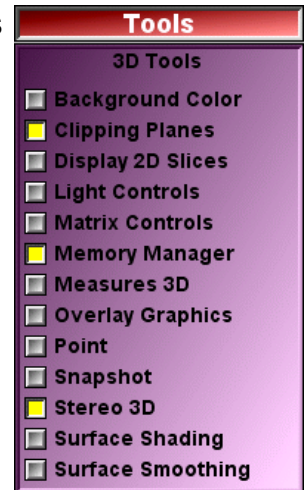 s
Tools
3D Tools
Background Color
Clipping Planes
Display 2D Slices
Light Controls
Matrix Controls
Memory Manager
Measures 3D
Overlay Graphics
Point
Snapshot
Stereo 3D
Surface Shading
Surface Smoothing